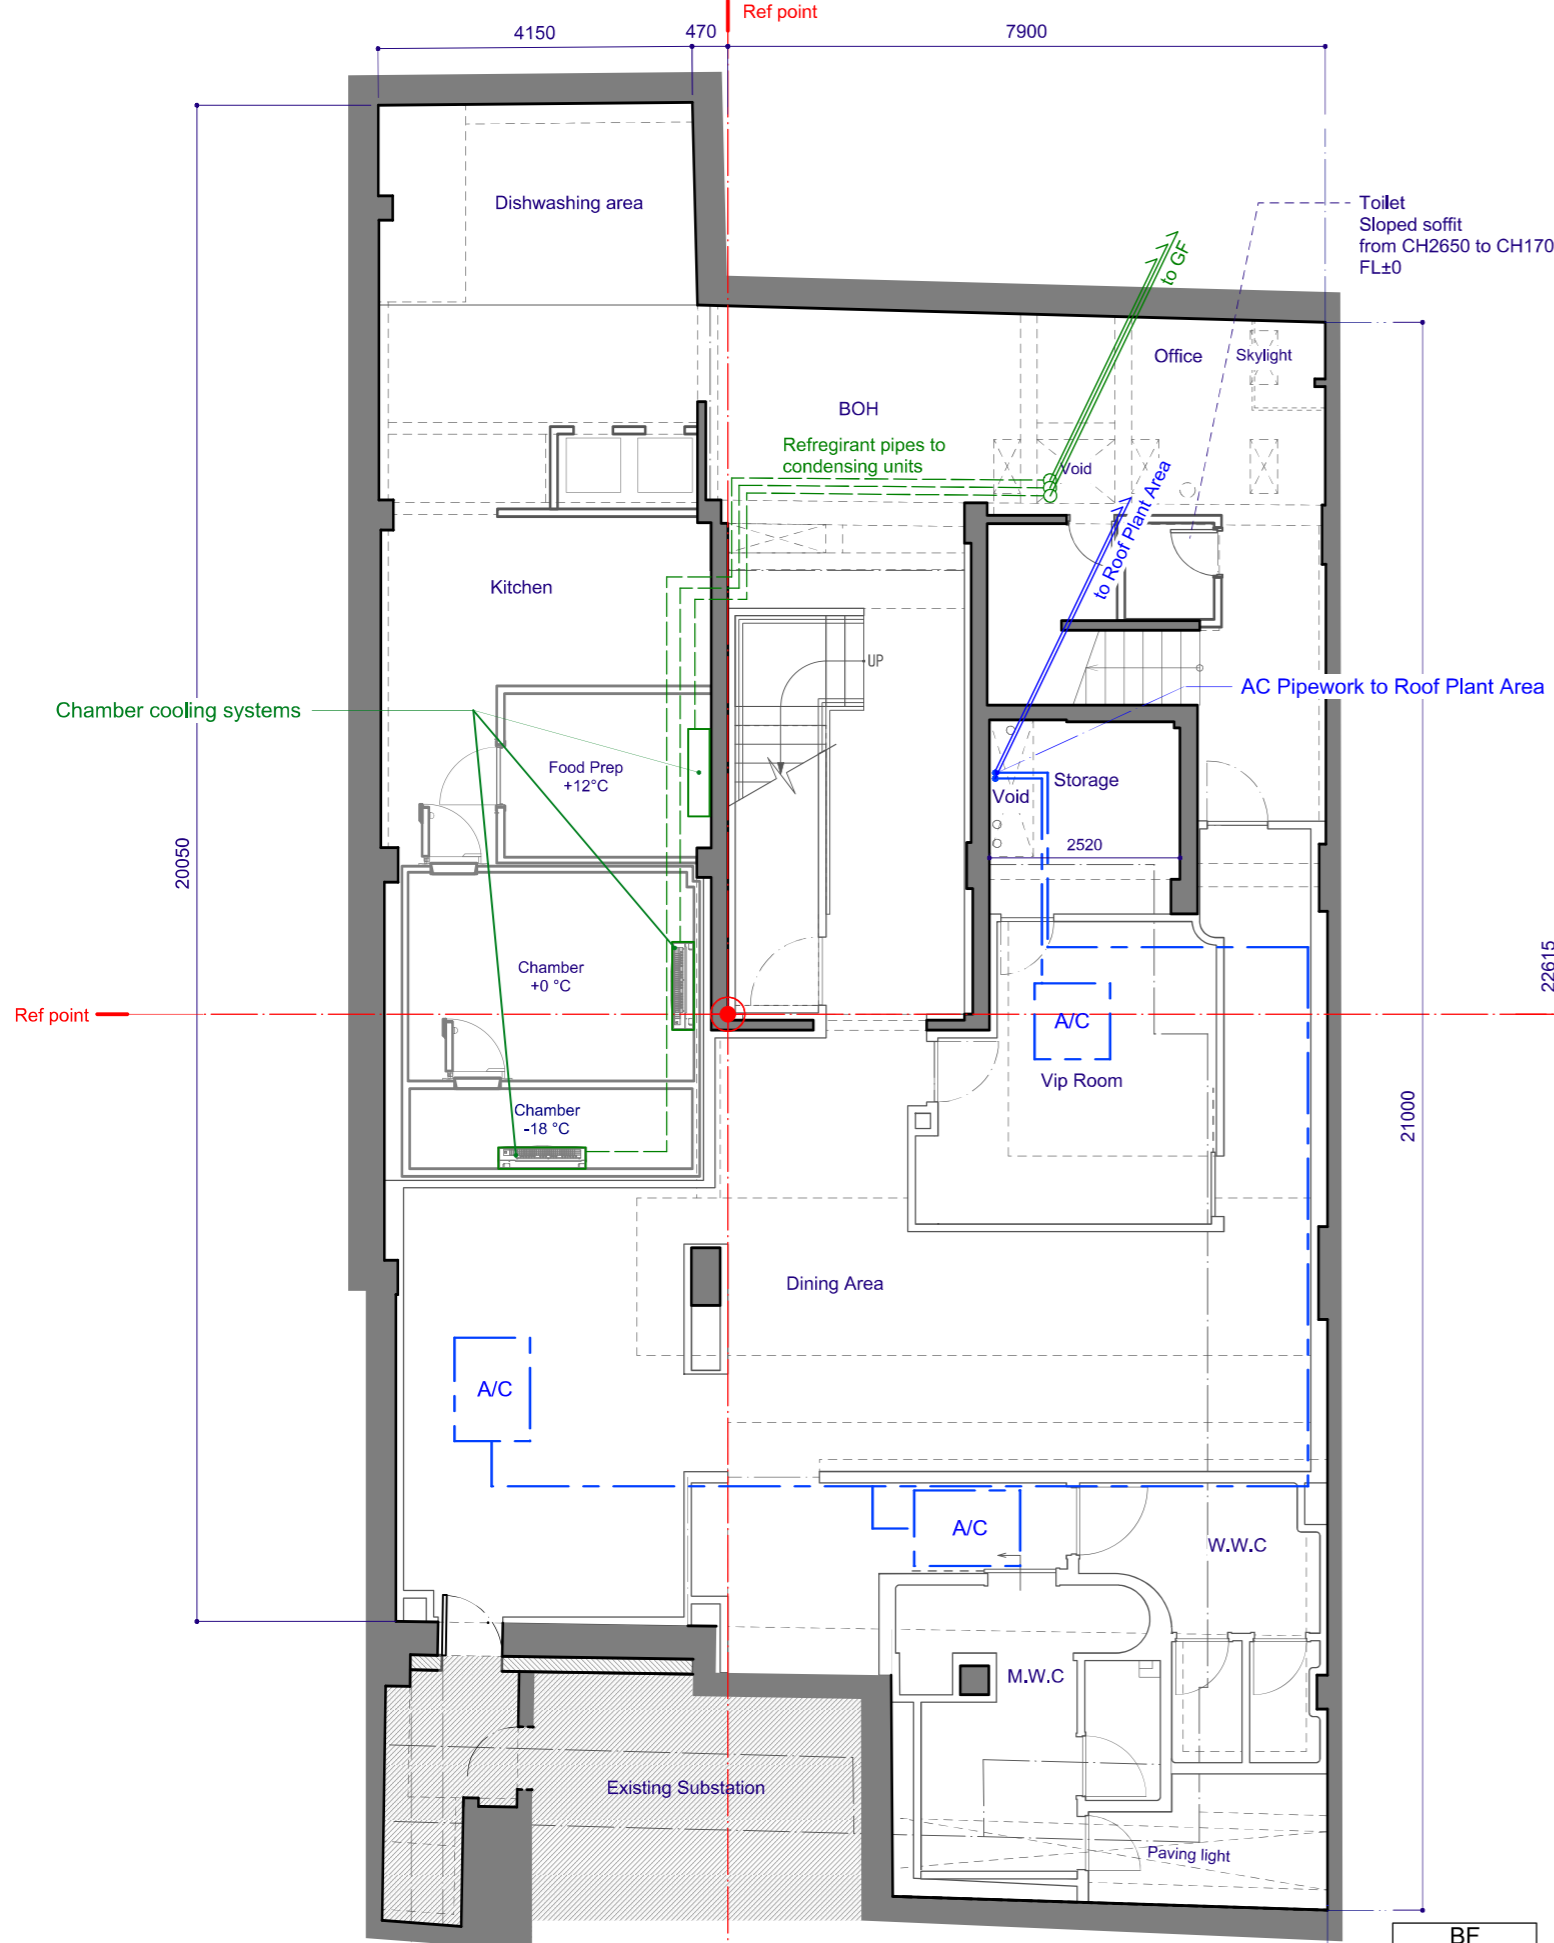 Ref point
4150
470
7900
Dishwashing area
Toilet
Sloped soffit
from CH2650 to CH170
FL±0
to GF
Office
Skylight
BOH
Refregirant pipes to
condensing units
Void
to Roof Plant Area
Kitchen
UP
AC Pipework to Roof Plant Area
Chamber cooling systems
Food Prep
+12°C
Storage
Void
2520
20050
Chamber
+0 °C
22615
Ref point
A/C
Vip Room
Chamber
-18 °C
21000
Dining Area
A/C
A/C
W.W.C
M.W.C
Existing Substation
Paving light
BF